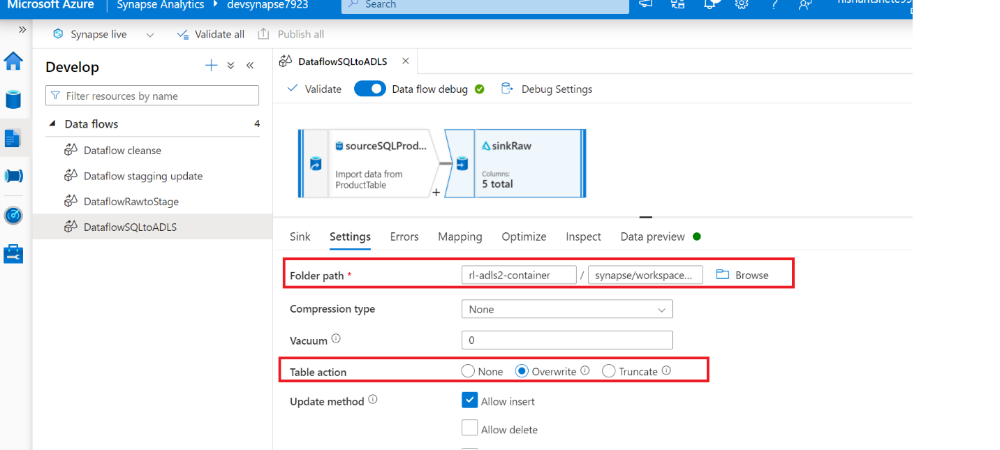 Microsoft Azure | Synapse Analytics devsynapse7923 Search
Synapse live Validate all Publish all
Develop
Filter resources by name
Data flows 4
Dataflow cleanse
Dataflow stagging update
DataflowRawtoStage
DataflowSQLtoADLS
DataflowSQLtoADLS
Validate Data flow debug Debug Settings
sourceSQLProd...
Import data from
ProductTable
+
sinkRaw
Columns:
5 total
Sink Settings Errors Mapping Optimize Inspect Data preview
Folder path * rl-adls2-container / synapse/workspace... Browse
Compression type None
Vacuum 0
Table action None Overwrite Truncate
Update method Allow insert
Allow delete